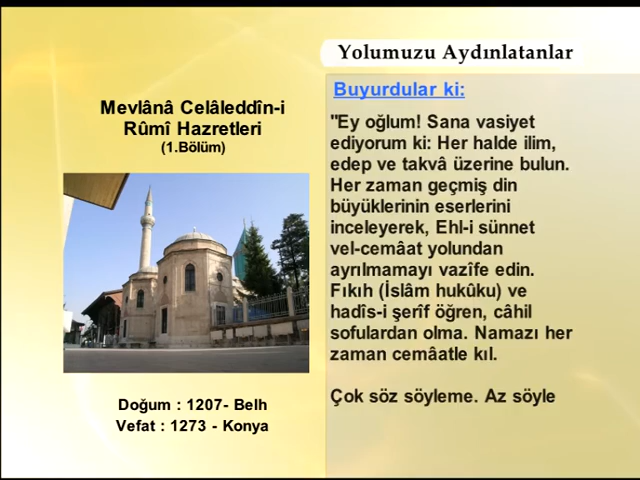 Yolumuzu Aydınlatanlar
Mevlânâ Celâleddîn-i
Rûmî Hazretleri
(1.Bölüm)
Doğum : 1207- Belh
Vefat : 1273 - Konya
Buyurdular ki:
"Ey oğlum! Sana vasiyet
ediyorum ki: Her halde ilim,
edep ve takvâ üzerine bulun.
Her zaman geçmiş din
büyüklerinin eserlerini
inceleyerek, Ehl-i sünnet
vel-cemâat yolundan
ayrılmamayı vazîfe edin.
Fıkıh (İslâm hukûku) ve
hadîs-i şerîf öğren, câhil
sofulardan olma. Namazı her
zaman cemâatle kıl.
Çok söz söyleme. Az söyle